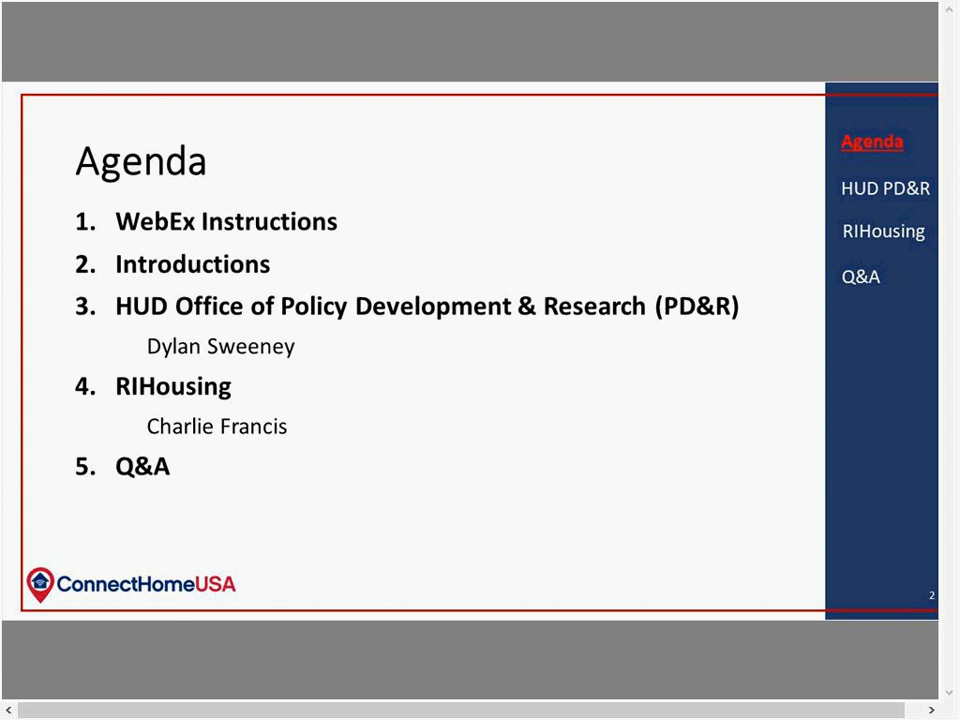 Agenda
1. WebEx Instructions
2. Introductions
3. HUD Office of Policy Development & Research (PD&R)
Dylan Sweeney
4. RIHousing
Charlie Francis
5. Q&A
ConnectHomeUSA
Agenda
HUD PD&R
RIHousing
Q&A
2